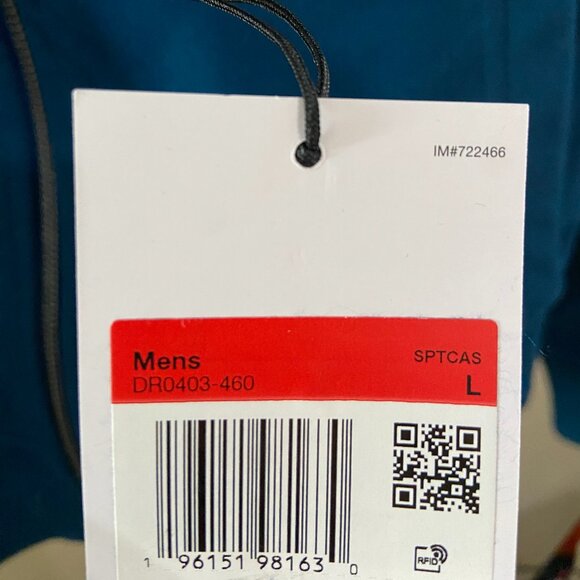 IM#722466
Mens SPTCAS
DR0403-460 L
1 96151 98163 0
RFID